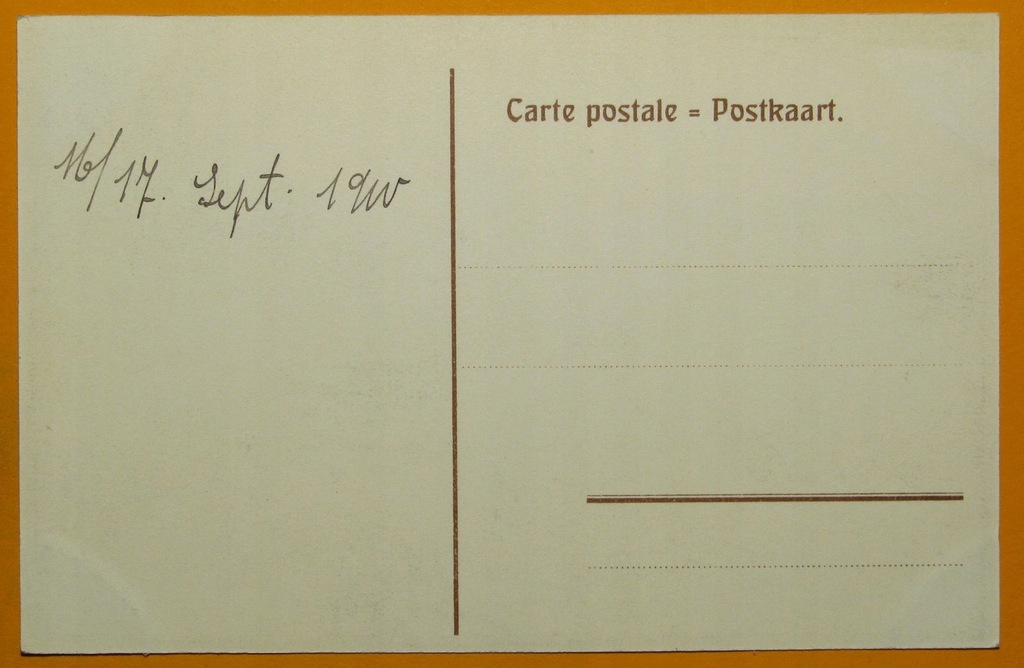 Carte postale = Postkaart.
16/17. Sept. 1910